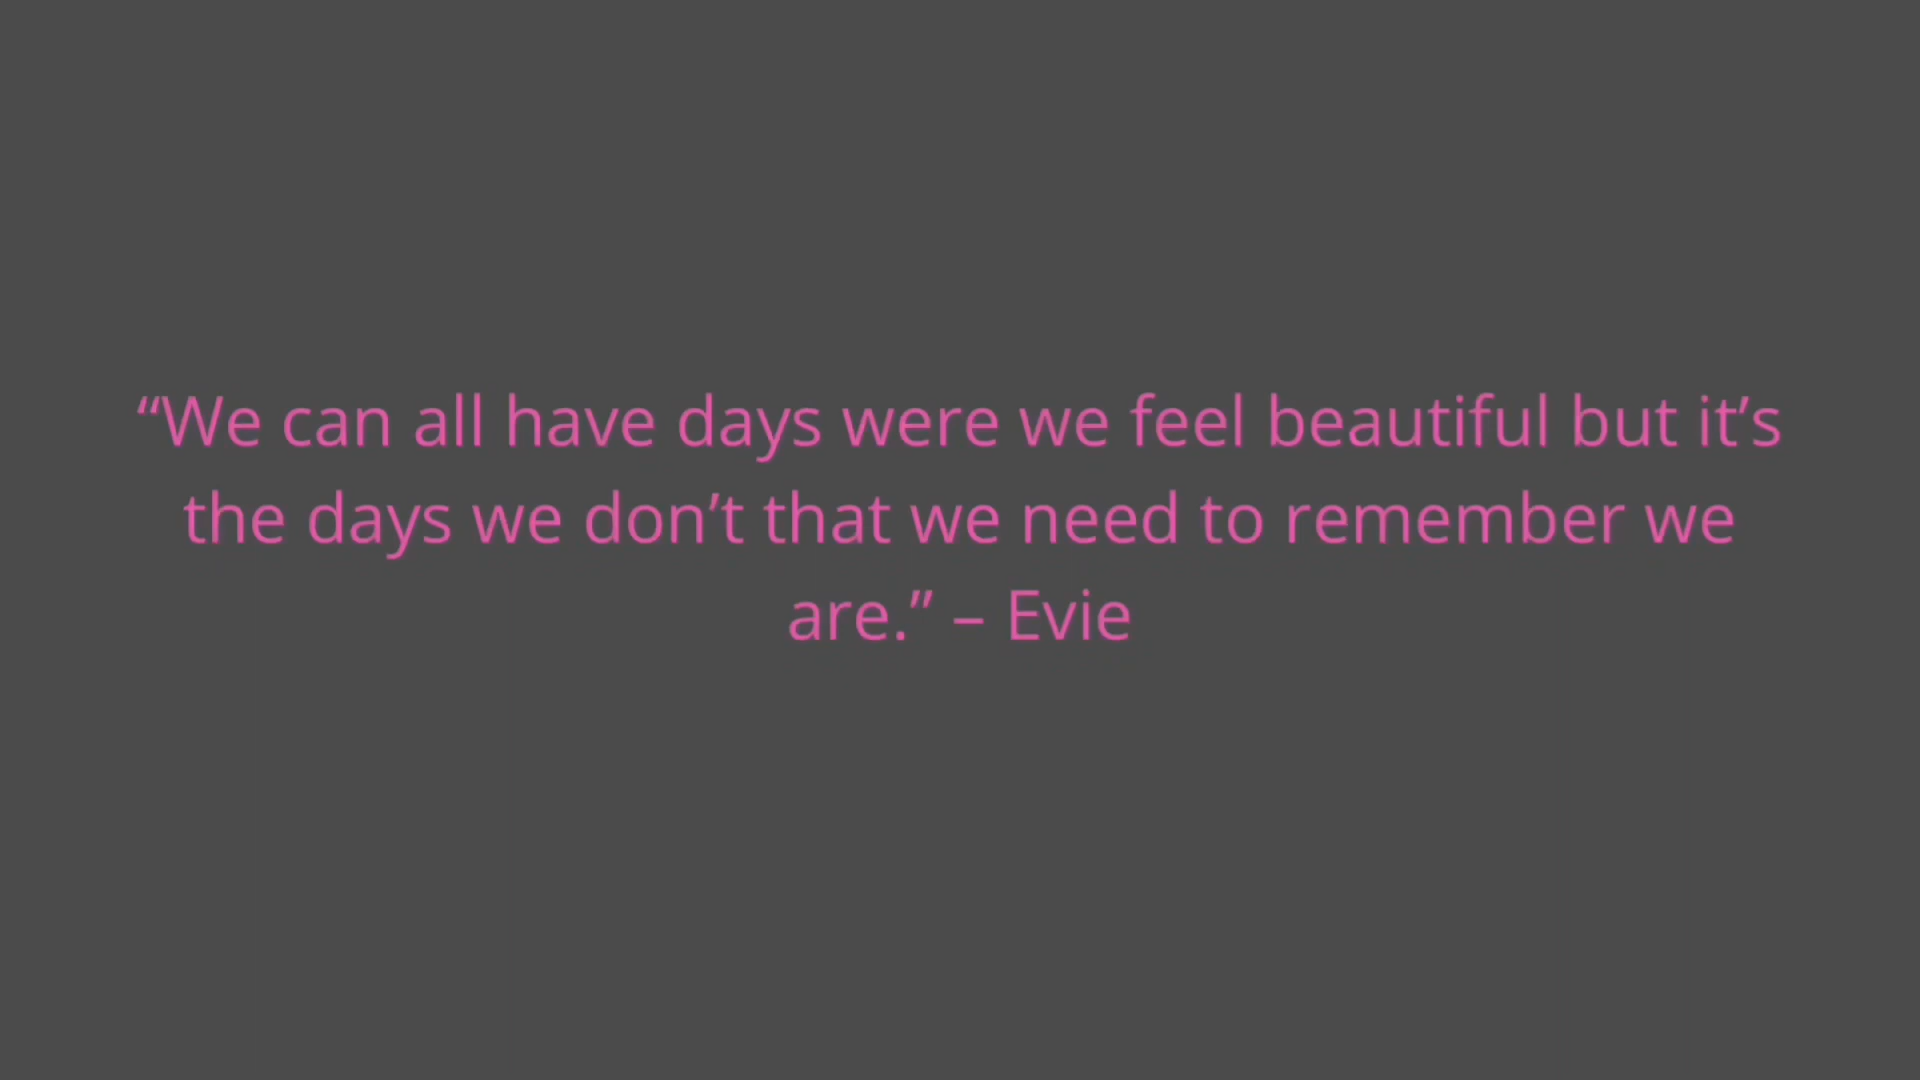 “We can all have days were we feel beautiful but it’s
the days we don’t that we need to remember we
are.” – Evie